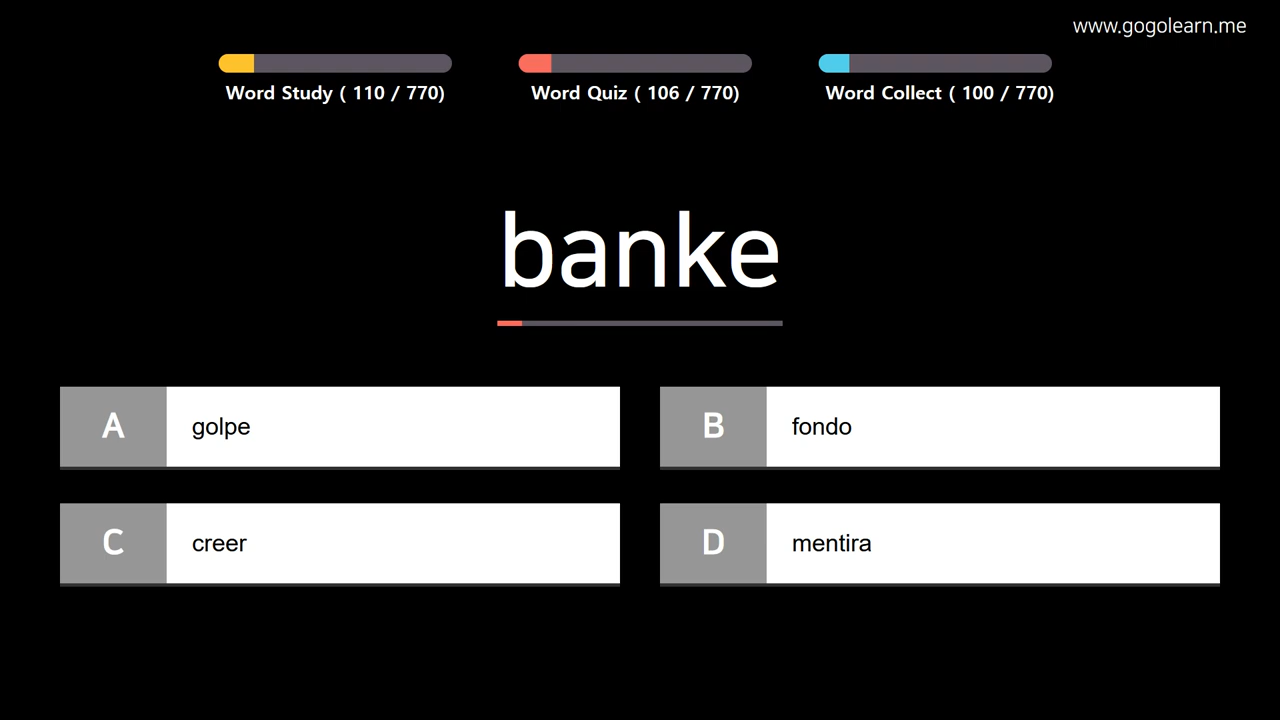 www.gogolearn.me
Word Study ( 110 / 770)
Word Quiz ( 106 / 770)
Word Collect ( 100 / 770)
banke
A golpe
B fondo
C creer
D mentira